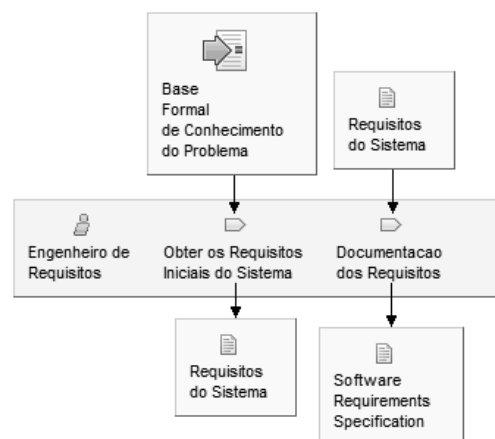 Base
Formal
de Conhecimento
do Problema
Requisitos
do Sistema
Engenheiro de
Requisitos
Obter os Requisitos
Iniciais do Sistema
Documentacao
dos Requisitos
Requisitos
do Sistema
Software
Requirements
Specification